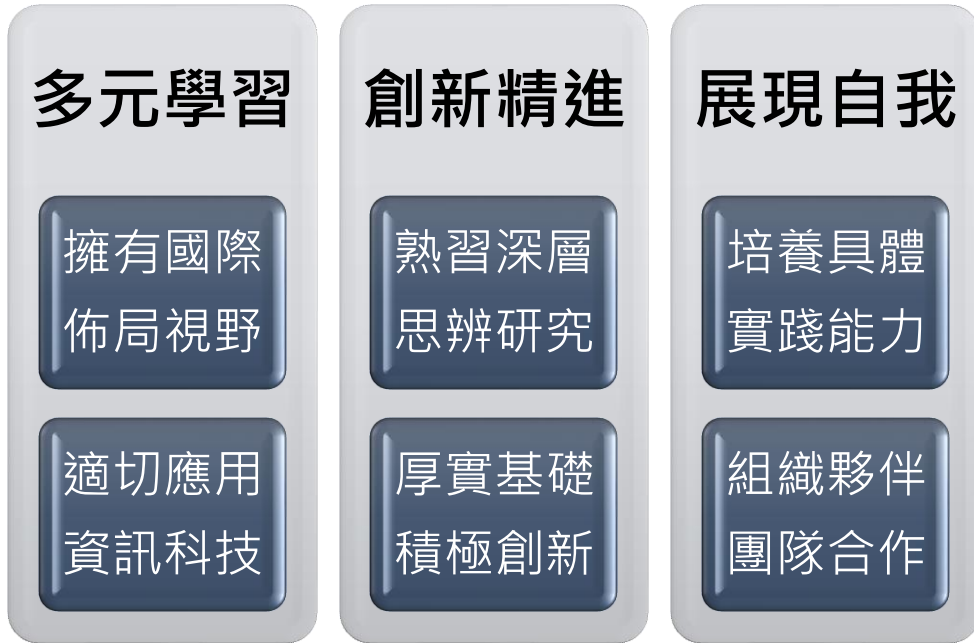 多元學習
擁有國際
佈局視野
適切應用
資訊科技
創新精進
熟習深層
思辨研究
厚實基礎
積極創新
展現自我
培養具體
實踐能力
組織夥伴
團隊合作